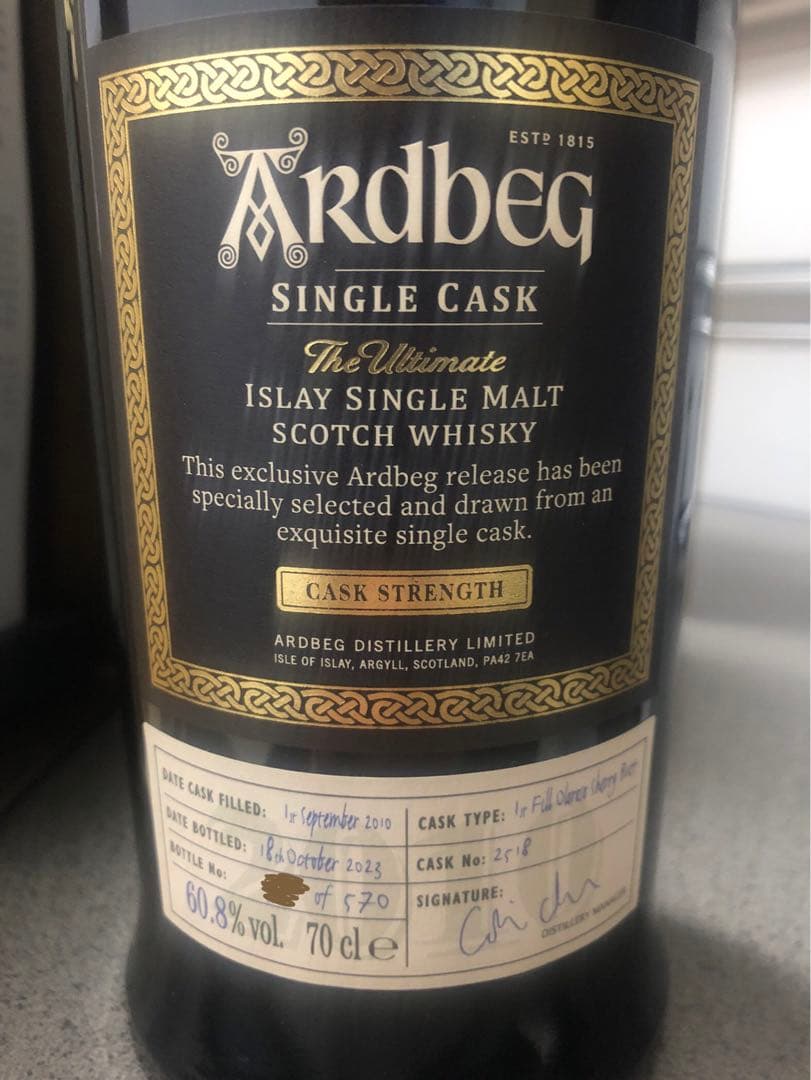 ESTD 1815
ARdbEG
SINGLE CASK
The Ultimate
ISLAY SINGLE MALT
SCOTCH WHISKY
This exclusive Ardbeg release has been
specially selected and drawn from an
exquisite single cask.
CASK STRENGTH
ARDBEG DISTILLERY LIMITED
ISLE OF ISLAY, ARGYLL, SCOTLAND, PA42 7EA
DATE CASK FILLED: 1st September 2010
DATE BOTTLED: 18th October 2023
BOTTLE No: of 570
60.8% vol. 70 cl e
CASK TYPE: 1st Fill Oloroso Sherry Butt
CASK No: 2518
SIGNATURE:
DISTILLERY MANAGER